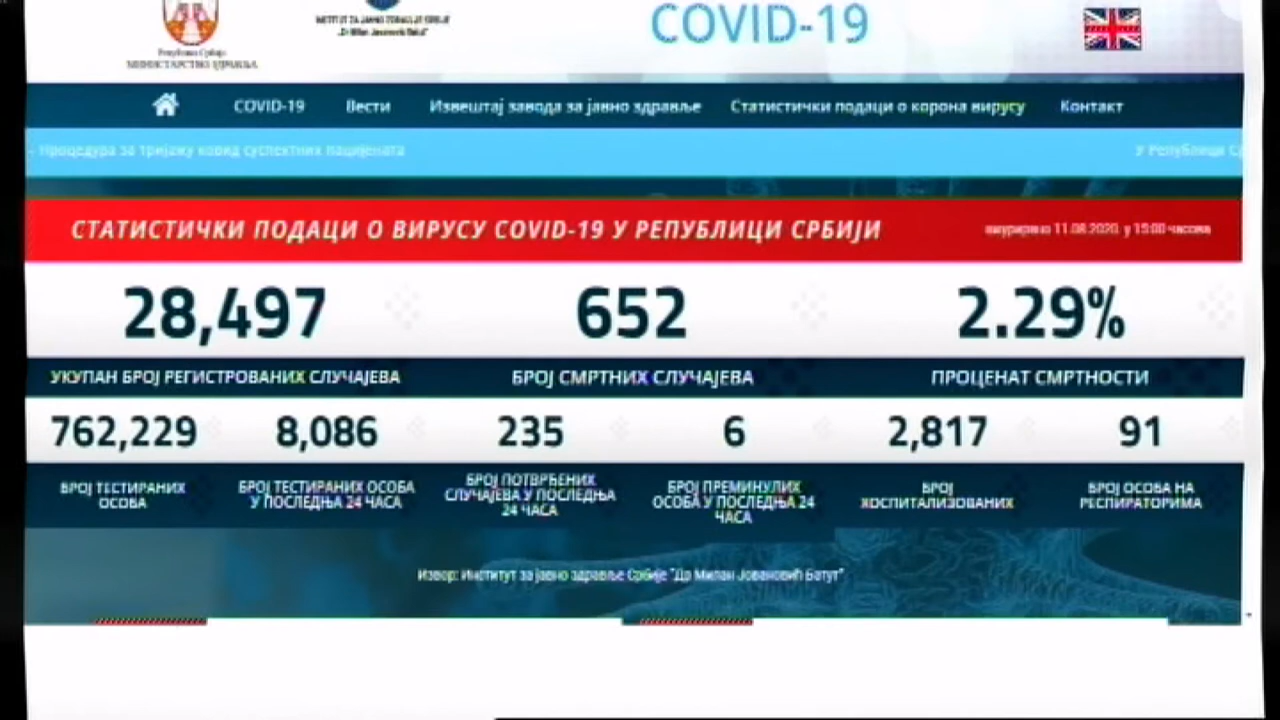 COVID-19
Република Србија
МИНИСТАРСТВО ЗДРАВЉА
COVID-19 Вести Извештај завода за јавно здравље Статистички подаци о корона вирусу Контакт
- Процедура за тријажу ковид суспектних пацијената У Републици
СТАТИСТИЧКИ ПОДАЦИ О ВИРУСУ COVID-19 У РЕПУБЛИЦИ СРБИЈИ ажурирано 11.08.2020. у 15:00 часова
28,497 652 2.29%
УКУПАН БРОЈ РЕГИСТРОВАНИХ СЛУЧАЈЕВА БРОЈ СМРТНИХ СЛУЧАЈЕВА ПРОЦЕНАТ СМРТНОСТИ
762,229 8,086 235 6 2,817 91
БРОЈ ТЕСТИРАНИХ
ОСОБА
БРОЈ ТЕСТИРАНИХ ОСОБА
У ПОСЛЕДЊА 24 ЧАСА
БРОЈ ПОТВРЂЕНИХ
СЛУЧАЈЕВА У ПОСЛЕДЊА
24 ЧАСА
БРОЈ ПРЕМИНУЛИХ
ОСОБА У ПОСЛЕДЊА 24
ЧАСА
БРОЈ
ХОСПИТАЛИЗОВАНИХ
БРОЈ ОСОБА НА
РЕСПИРАТОРИМА
Извор: Институт за јавно здравље Србије "Др Милан Јовановић Батут"